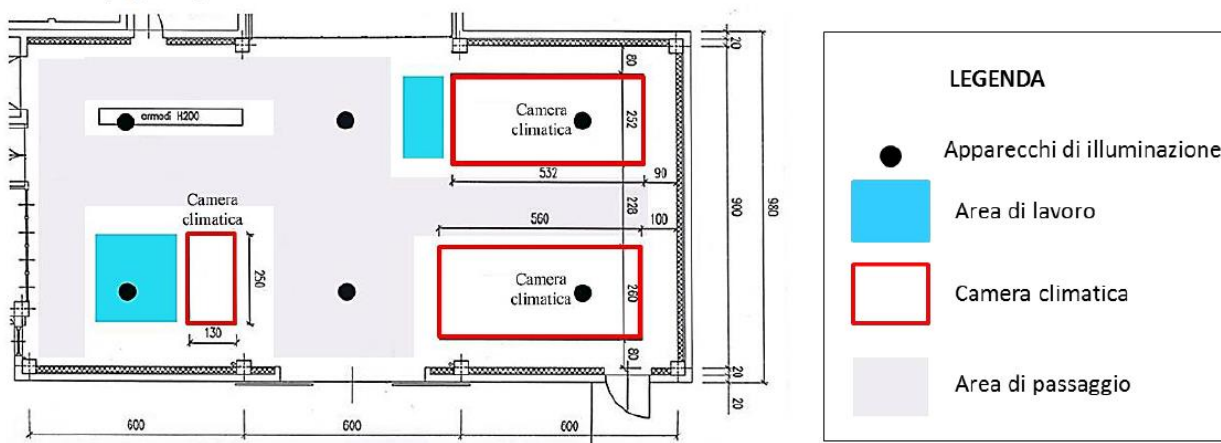 20
80
armadi H200
Camera
climatica
252
532
90
Camera
climatica
228
560
100
900
980
250
Camera
climatica
260
130
80
20
20
600
600
600
LEGENDA
Apparecchi di illuminazione
Area di lavoro
Camera climatica
Area di passaggio